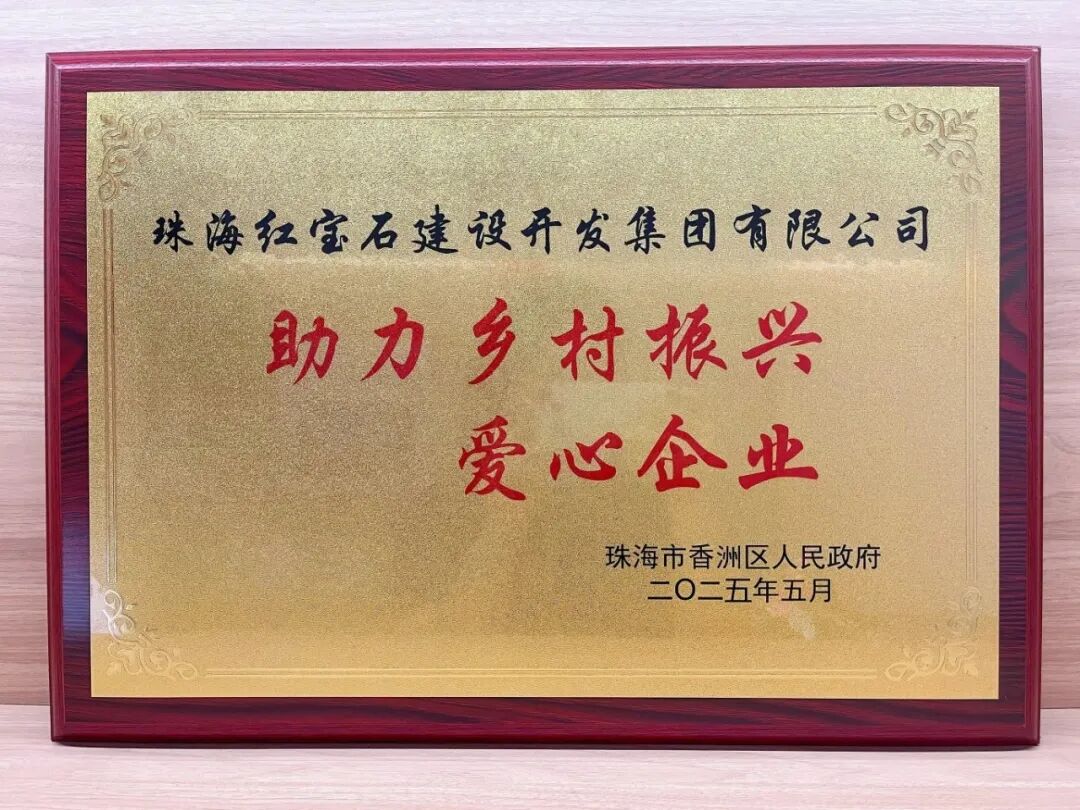 珠海红宝石建设开发集团有限公司
助力乡村振兴
爱心企业
珠海市香洲区人民政府
二〇二五年五月